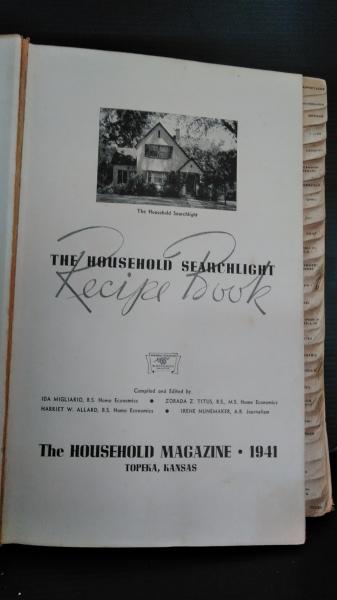 The Household Searchlight
THE HOUSEHOLD SEARCHLIGHT
Recipe Book
Compiled and Edited by
IDA MIGLIARIO, B.S. Home Economics • ZORADA Z. TITUS, B.S., M.S. Home Economics
HARRIET W. ALLARD, B.S. Home Economics • IRENE NUNEMAKER, A.B. Journalism
The HOUSEHOLD MAGAZINE • 1941
TOPEKA, KANSAS